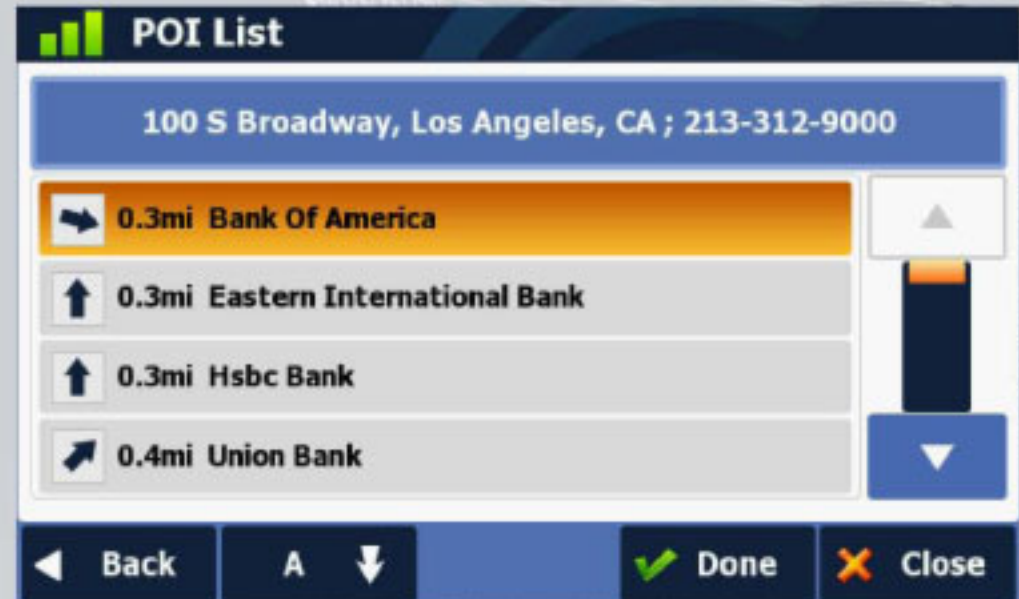 POI List
100 S Broadway, Los Angeles, CA ; 213-312-9000
0.3mi Bank Of America
0.3mi Eastern International Bank
0.3mi Hsbc Bank
0.4mi Union Bank
Back A Done Close